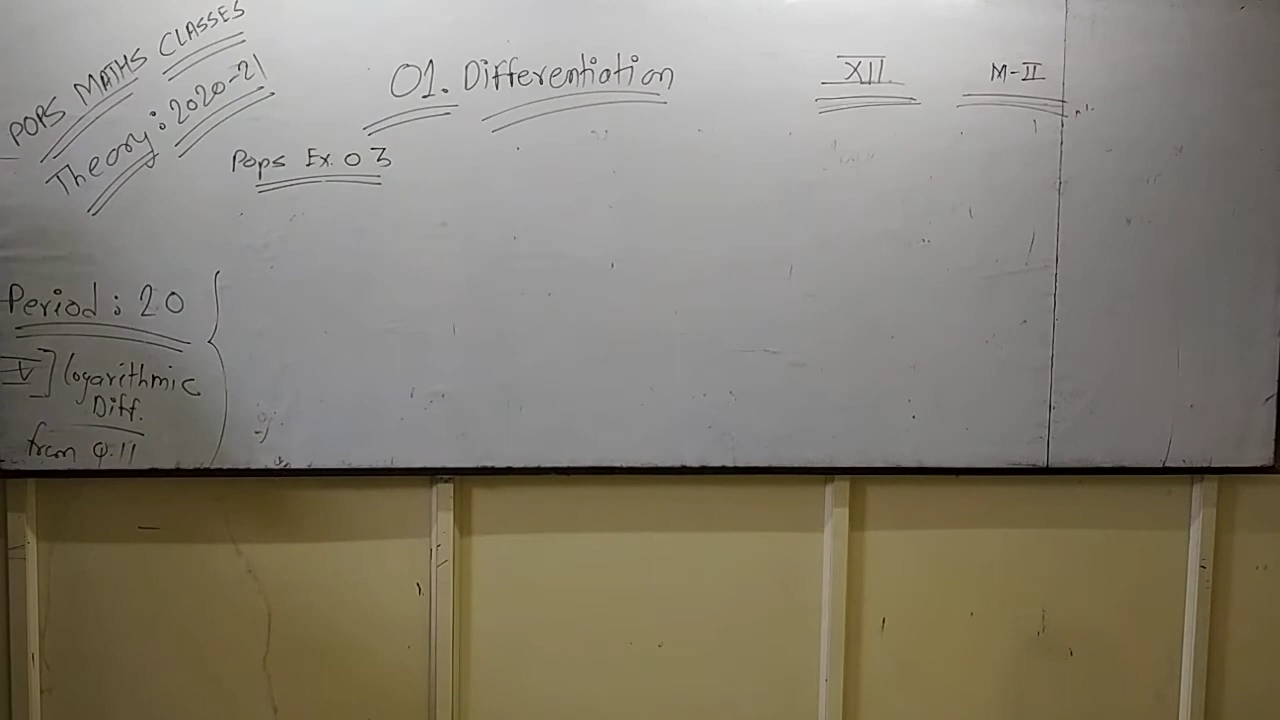 POPS MATHS CLASSES
Theory : 2020-21
01. Differentiation
XII
M-II
Pops Ex. 03
Period : 20
V] Logarithmic
Diff.
from Q.11